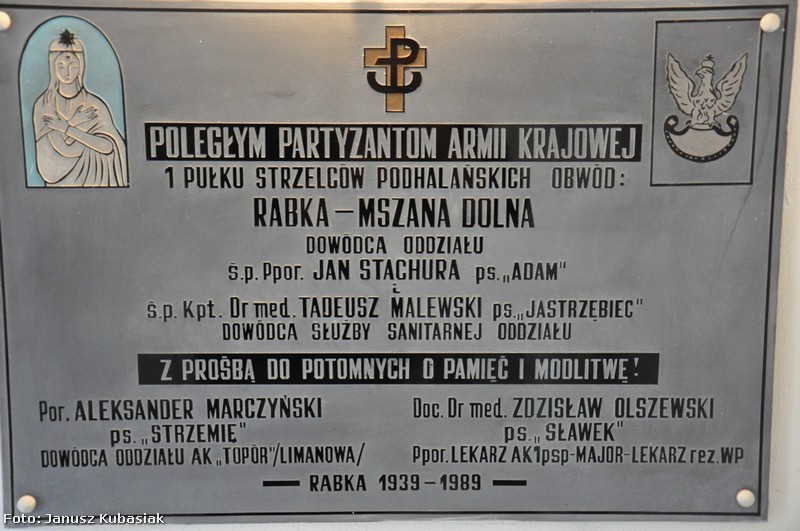 POLEGŁYM PARTYZANTOM ARMII KRAJOWEJ
1 PUŁKU STRZELCÓW PODHALAŃSKICH OBWÓD:
RABKA – MSZANA DOLNA
DOWÓDCA ODDZIAŁU
ś.p. Ppor. JAN STACHURA ps. „ADAM"
i
ś.p. Kpt. Dr med. TADEUSZ MALEWSKI ps. „JASTRZĘBIEC"
DOWÓDCA SŁUŻBY SANITARNEJ ODDZIAŁU
Z PROŚBĄ DO POTOMNYCH O PAMIĘĆ I MODLITWĘ!
Por. ALEKSANDER MARCZYŃSKI
ps. „STRZEMIĘ"
DOWÓDCA ODDZIAŁU AK „TOPÓR"/LIMANOWA/
Doc. Dr med. ZDZISŁAW OLSZEWSKI
ps. „SŁAWEK"
Ppor. LEKARZ AK 1psp-MAJOR-LEKARZ rez. WP
— RABKA 1939-1989 —
Foto: Janusz Kubasiak